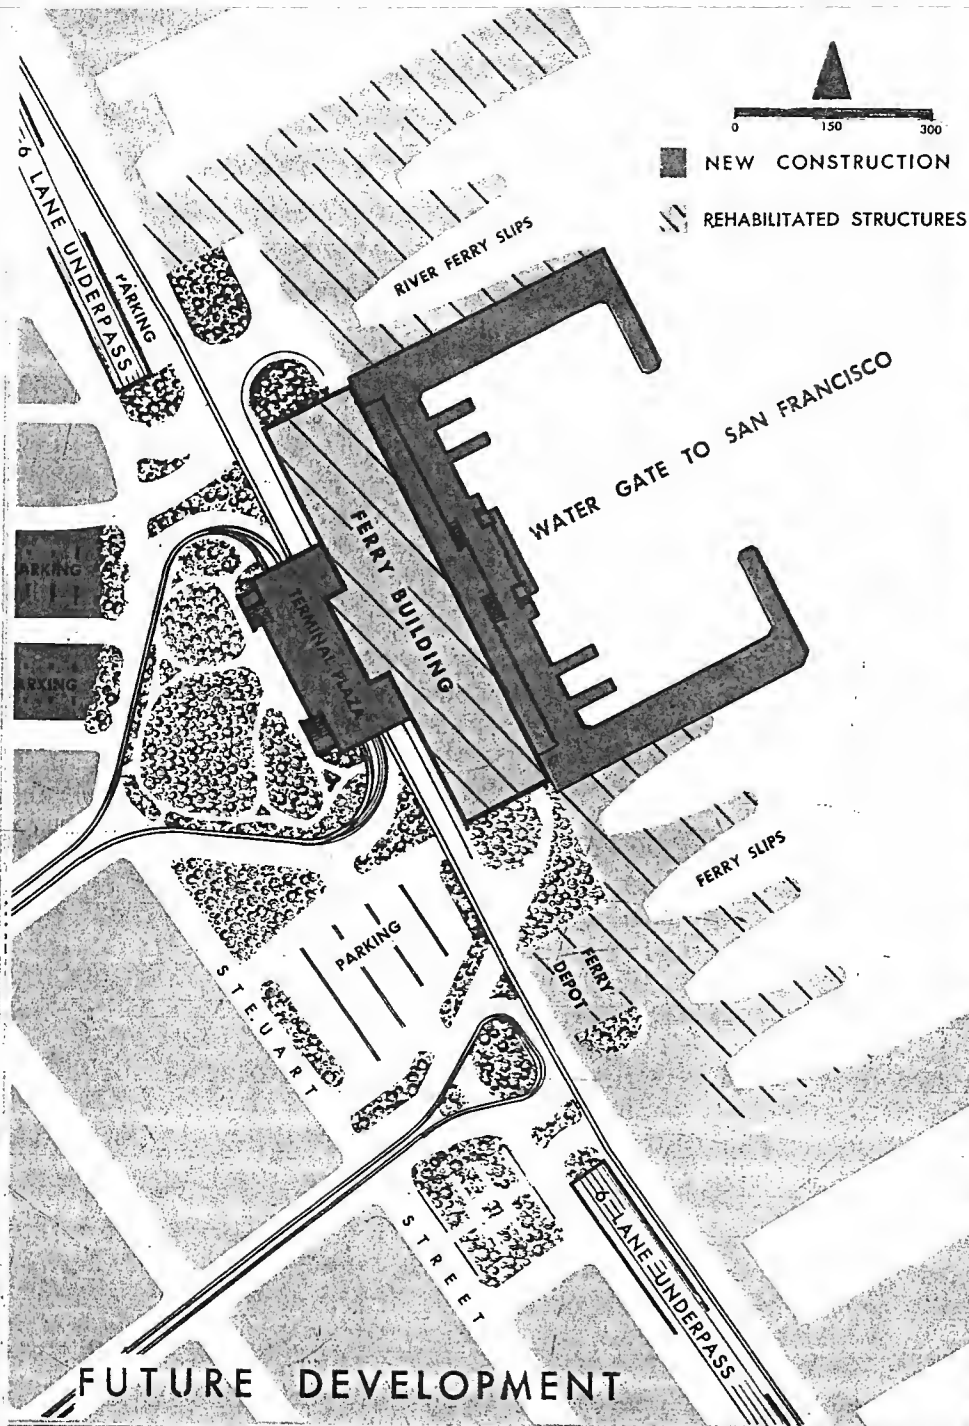 0 150 300
NEW CONSTRUCTION
REHABILITATED STRUCTURES
6 LANE UNDERPASS
PARKING
RIVER FERRY SLIPS
WATER GATE TO SAN FRANCISCO
FERRY BUILDING
TERMINAL PLAZA
PARKING
PARKING
FERRY SLIPS
PARKING
FERRY
DEPOT
STEUART
STREET
6 LANE UNDERPASS
FUTURE DEVELOPMENT